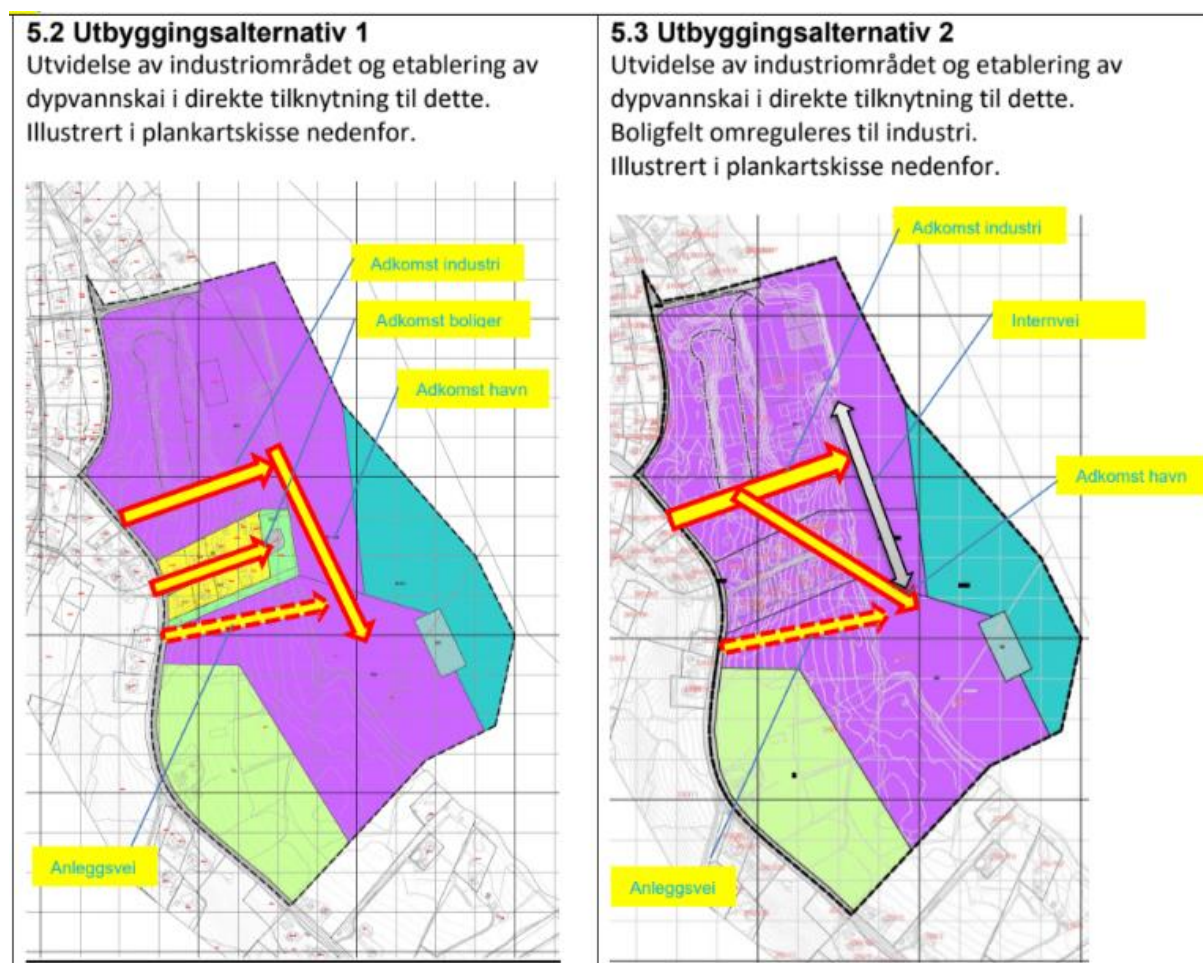 5.2 Utbyggingsalternativ 1
Utvidelse av industriområdet og etablering av
dypvannskai i direkte tilknytning til dette.
Illustrert i plankartskisse nedenfor.
Adkomst industri
Adkomst boliger
Adkomst havn
Anleggsvei
5.3 Utbyggingsalternativ 2
Utvidelse av industriområdet og etablering av
dypvannskai i direkte tilknytning til dette.
Boligfelt omreguleres til industri.
Illustrert i plankartskisse nedenfor.
Adkomst industri
Internvei
Adkomst havn
Anleggsvei